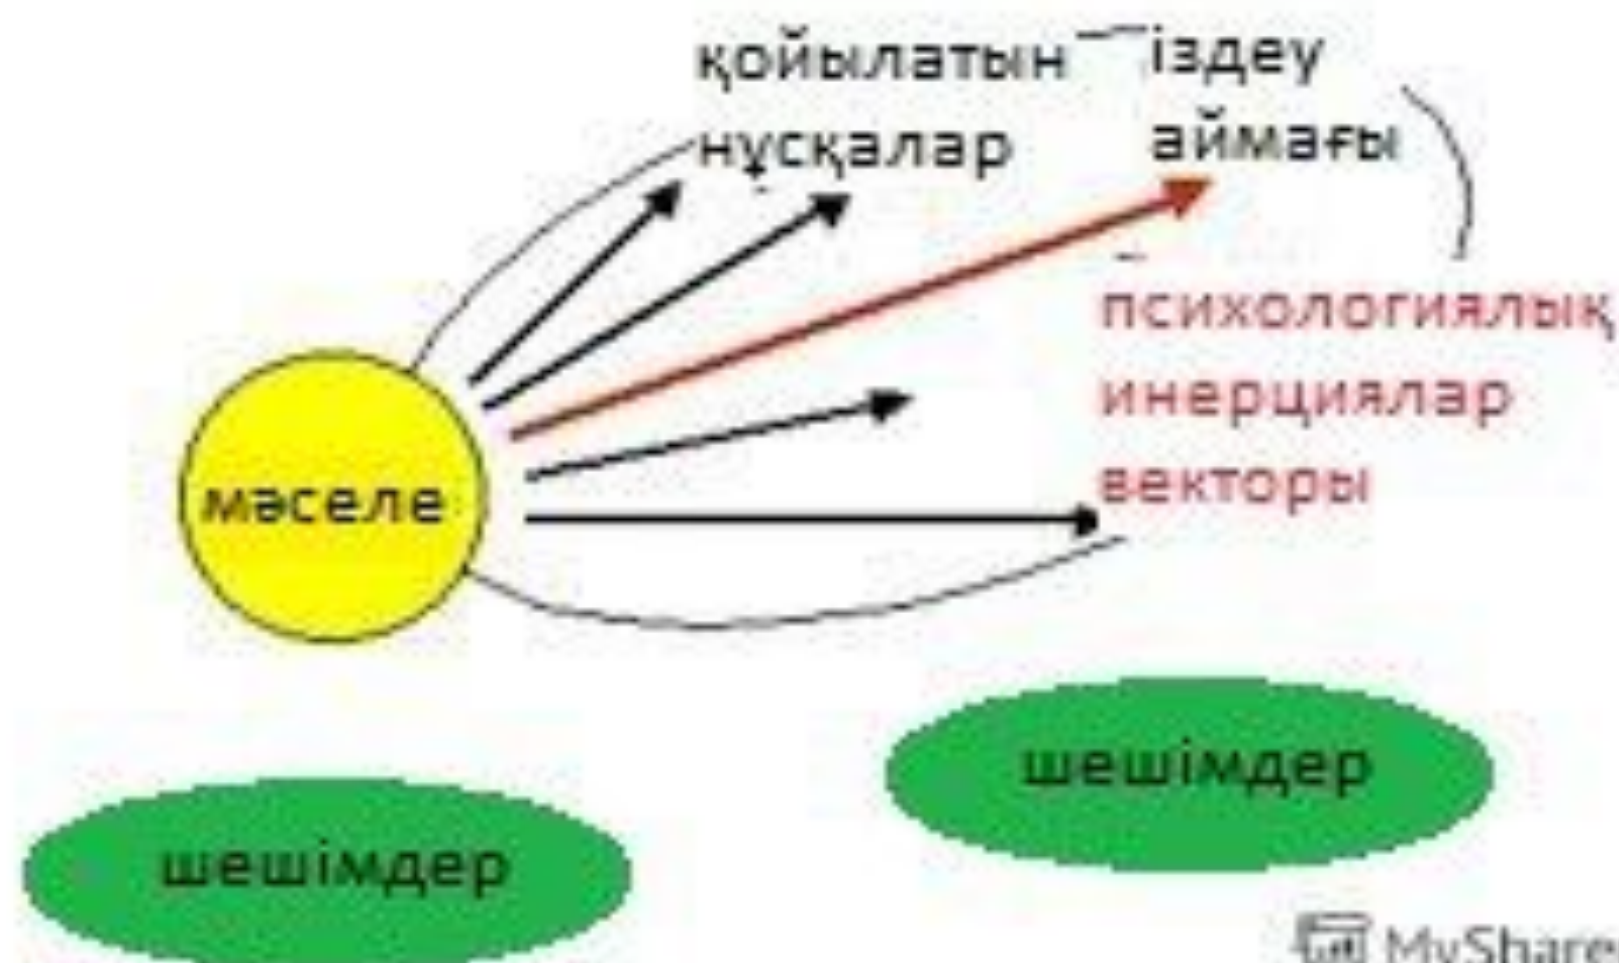 қойылатын
нұсқалар
іздеу
аймағы
психологиялық
инерциялар
векторы
мәселе
шешімдер
шешімдер
MyShare